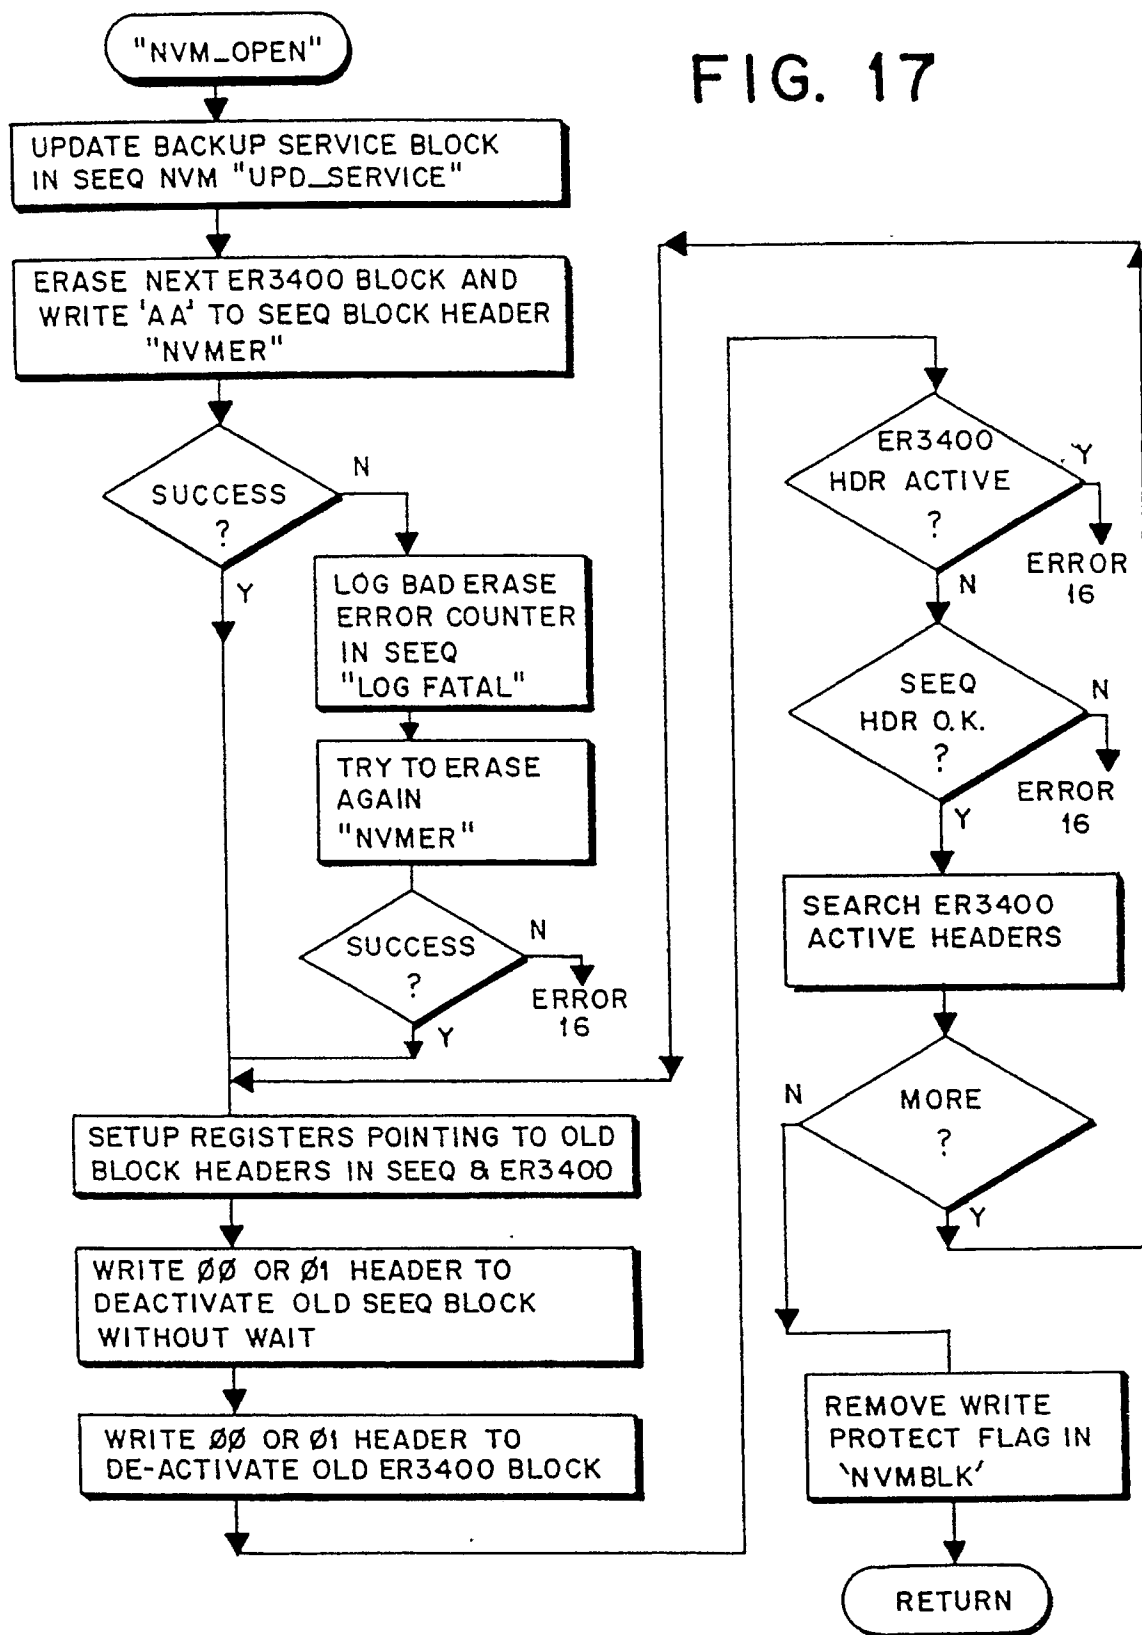 FIG. 17
"NVM_OPEN"
UPDATE BACKUP SERVICE BLOCK
IN SEEQ NVM "UPD_SERVICE"
ERASE NEXT ER3400 BLOCK AND
WRITE 'AA' TO SEEQ BLOCK HEADER
"NVMER"
SUCCESS
?
N
Y
LOG BAD ERASE
ERROR COUNTER
IN SEEQ
"LOG FATAL"
TRY TO ERASE
AGAIN
"NVMER"
SUCCESS
?
N
ERROR
16
Y
SETUP REGISTERS POINTING TO OLD
BLOCK HEADERS IN SEEQ & ER3400
WRITE ØØ OR Ø1 HEADER TO
DEACTIVATE OLD SEEQ BLOCK
WITHOUT WAIT
WRITE ØØ OR Ø1 HEADER TO
DE-ACTIVATE OLD ER3400 BLOCK
ER3400
HDR ACTIVE
?
Y
ERROR
16
N
SEEQ
HDR O.K.
?
N
ERROR
16
Y
SEARCH ER3400
ACTIVE HEADERS
MORE
?
N
Y
REMOVE WRITE
PROTECT FLAG IN
'NVMBLK'
RETURN